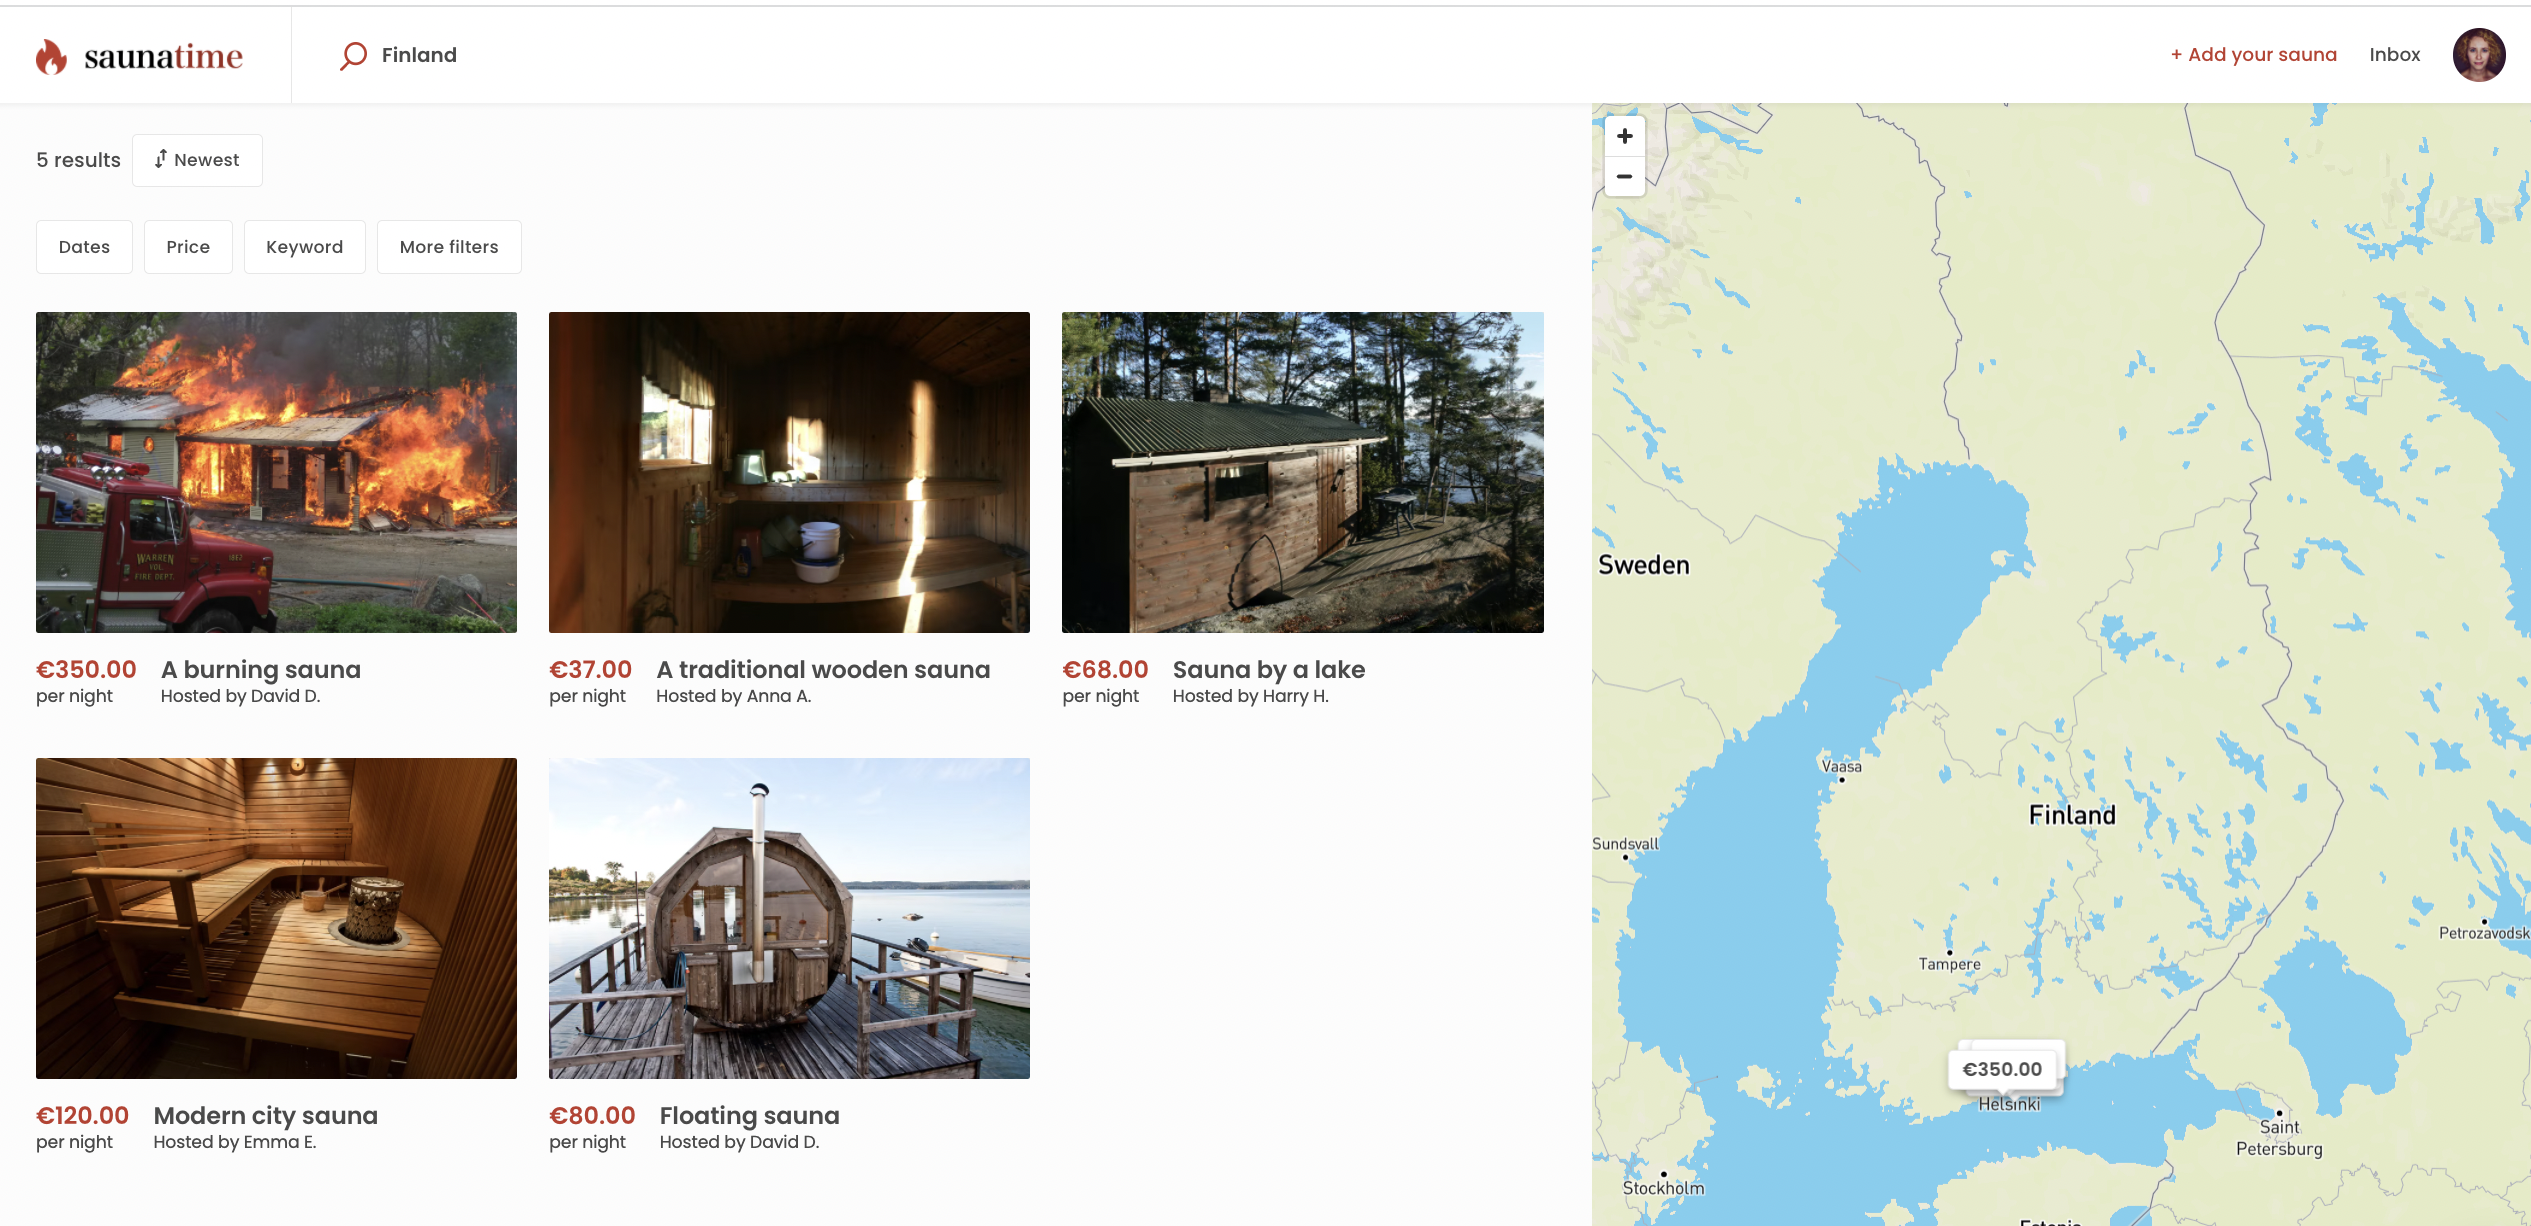 saunatime
Finland
+ Add your sauna
Inbox
5 results
Newest
Dates
Price
Keyword
More filters
WARREN
VOL.
FIRE DEPT.
1862
€350.00 A burning sauna
per night Hosted by David D.
€37.00 A traditional wooden sauna
per night Hosted by Anna A.
€68.00 Sauna by a lake
per night Hosted by Harry H.
€120.00 Modern city sauna
per night Hosted by Emma E.
€80.00 Floating sauna
per night Hosted by David D.
+
−
Sweden
Vaasa
Finland
Sundsvall
Petrozavodsk
Tampere
€350.00
Helsinki
Saint
Petersburg
Stockholm
Estonia